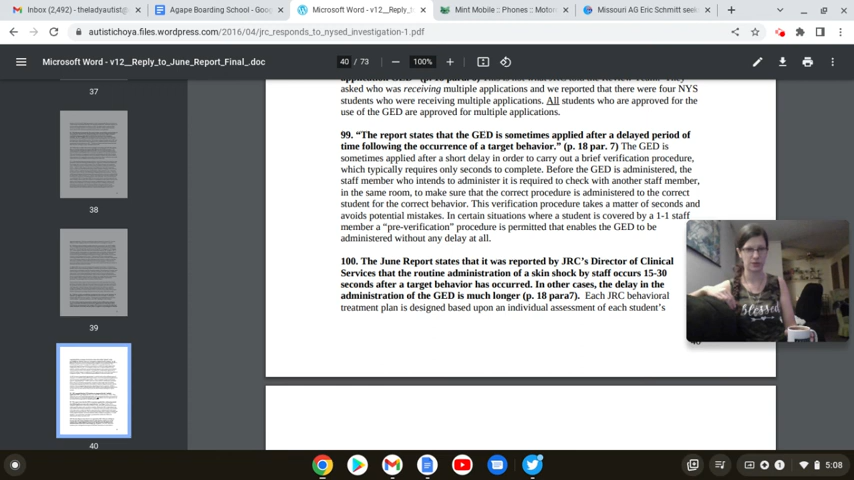 Inbox (2,492) - theladyautist@
Agape Boarding School - Goo
Microsoft Word - v12__Reply_to
Mint Mobile :: Phones :: Motoro
Missouri AG Eric Schmitt seek
autistichoya.files.wordpress.com/2016/04/jrc_responds_to_nysed_investigation-1.pdf
Microsoft Word - v12__Reply_to_June_Report_Final_.doc
40 / 73
100%
37
38
39
40
asked who was receiving multiple applications and we reported that there were four NYS
students who were receiving multiple applications. All students who are approved for the
use of the GED are approved for multiple applications.
99. “The report states that the GED is sometimes applied after a delayed period of
time following the occurrence of a target behavior.” (p. 18 par. 7) The GED is
sometimes applied after a short delay in order to carry out a brief verification procedure,
which typically requires only seconds to complete. Before the GED is administered, the
staff member who intends to administer it is required to check with another staff member,
in the same room, to make sure that the correct procedure is administered to the correct
student for the correct behavior. This verification procedure takes a matter of seconds and
avoids potential mistakes. In certain situations where a student is covered by a 1-1 staff
member a “pre-verification” procedure is permitted that enables the GED to be
administered without any delay at all.
100. The June Report states that it was reported by JRC’s Director of Clinical
Services that the routine administration of a skin shock by staff occurs 15-30
seconds after a target behavior has occurred. In other cases, the delay in the
administration of the GED is much longer (p. 18 para7). Each JRC behavioral
treatment plan is designed based upon an individual assessment of each student’s
BLESSED
5:08